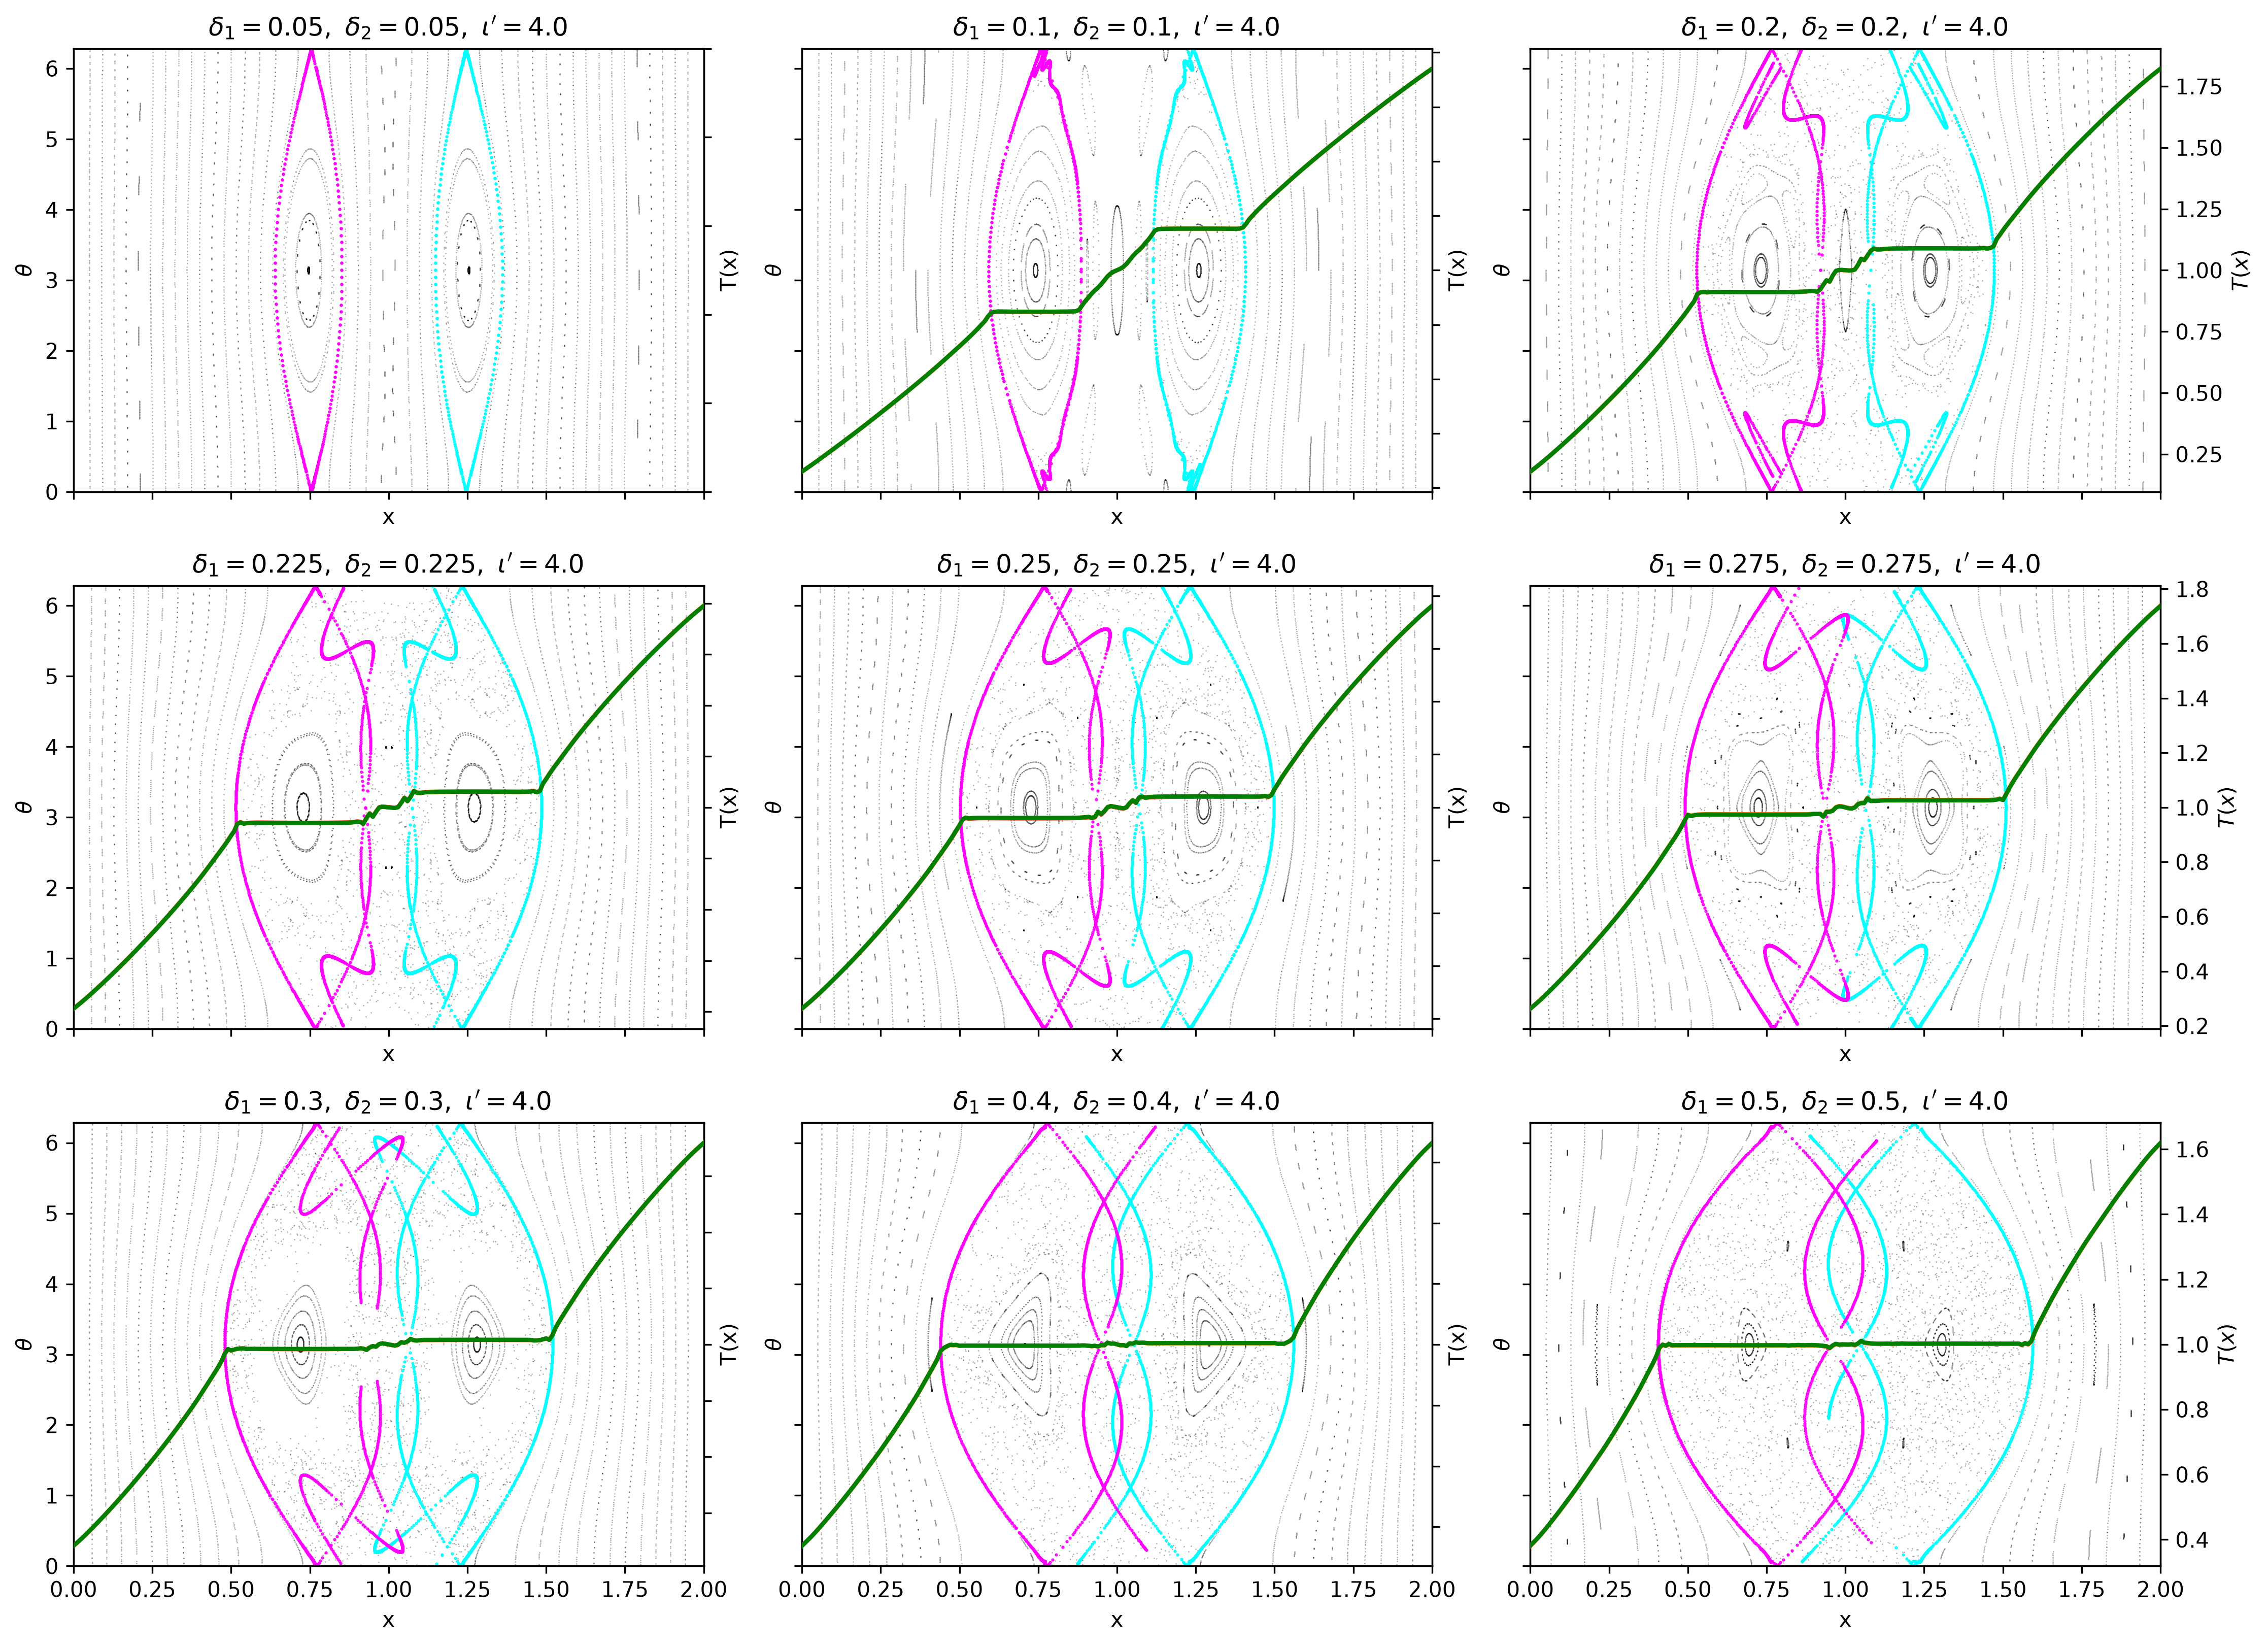 δ₁ = 0.05, δ₂ = 0.05, ι′ = 4.0
δ₁ = 0.1, δ₂ = 0.1, ι′ = 4.0
δ₁ = 0.2, δ₂ = 0.2, ι′ = 4.0
6
5
4
3
2
1
0
θ
x
T(x)
θ
x
T(x)
θ
x
1.75
1.50
1.25
1.00
0.75
0.50
0.25
T(x)
δ₁ = 0.225, δ₂ = 0.225, ι′ = 4.0
δ₁ = 0.25, δ₂ = 0.25, ι′ = 4.0
δ₁ = 0.275, δ₂ = 0.275, ι′ = 4.0
6
5
4
3
2
1
0
θ
x
T(x)
θ
x
T(x)
θ
x
1.8
1.6
1.4
1.2
1.0
0.8
0.6
0.4
0.2
T(x)
δ₁ = 0.3, δ₂ = 0.3, ι′ = 4.0
δ₁ = 0.4, δ₂ = 0.4, ι′ = 4.0
δ₁ = 0.5, δ₂ = 0.5, ι′ = 4.0
6
5
4
3
2
1
0
θ
0.00 0.25 0.50 0.75 1.00 1.25 1.50 1.75 2.00
x
T(x)
θ
0.00 0.25 0.50 0.75 1.00 1.25 1.50 1.75 2.00
x
T(x)
θ
0.00 0.25 0.50 0.75 1.00 1.25 1.50 1.75 2.00
x
1.6
1.4
1.2
1.0
0.8
0.6
0.4
T(x)